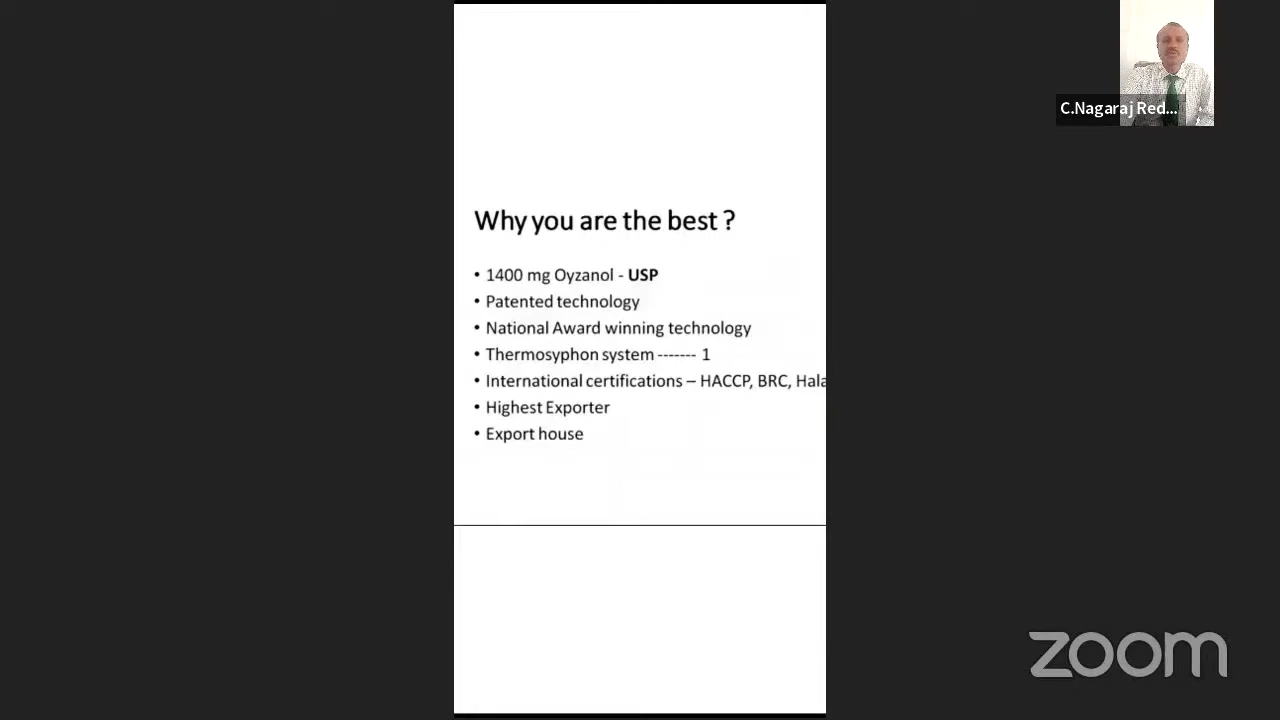 C.Nagaraj Red...
Why you are the best ?
• 1400 mg Oyzanol - USP
• Patented technology
• National Award winning technology
• Thermosyphon system ------- 1
• International certifications – HACCP, BRC, Hala
• Highest Exporter
• Export house
zoom